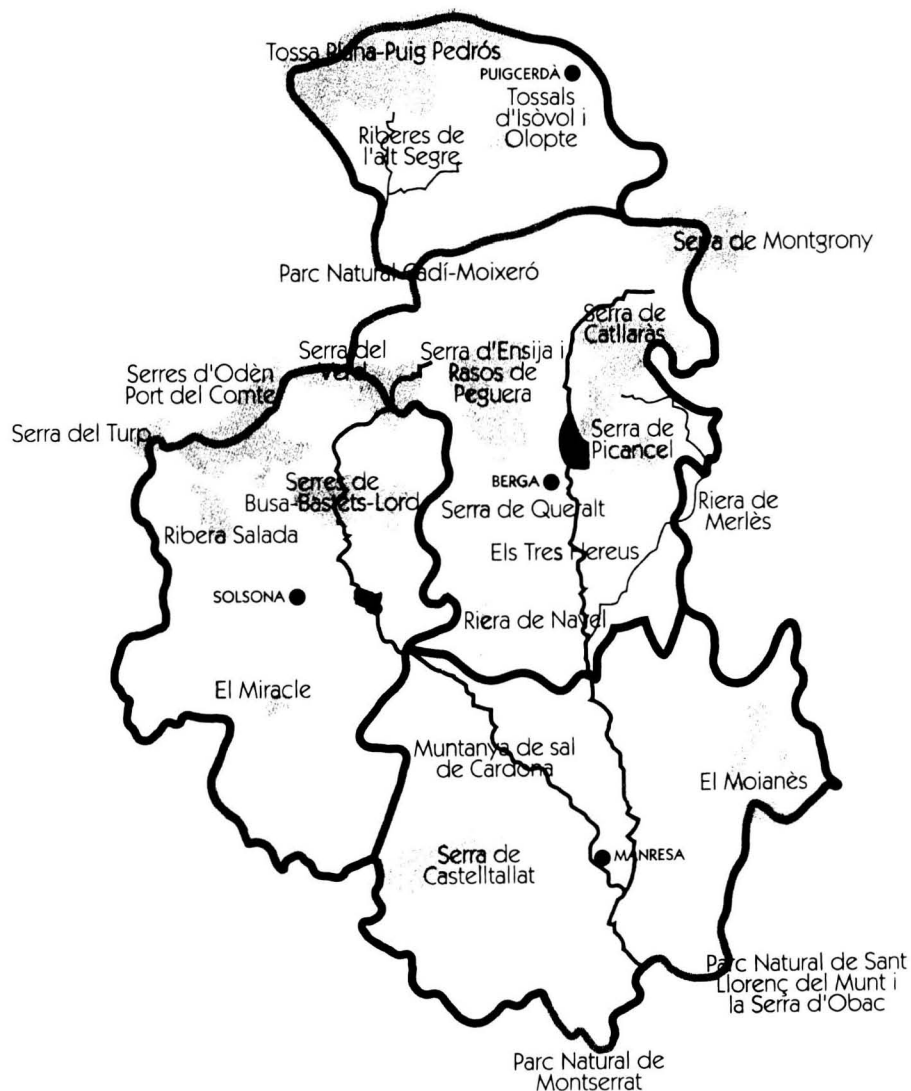 Tossa Plana-Puig Pedrós
PUIGCERDÀ
Tossals
d'Isòvol i
Olopte
Riberes de
l'alt Segre
Serra de Montgrony
Parc Natural Cadí-Moixeró
Serra de
Catllaràs
Serra del
Verd
Serra d'Ensija i
Rasos de
Peguera
Serres d'Odèn
Port del Comte
Serra del Turp
Serra de
Picancel
Serres de
Busa-Bastets-Lord
BERGA
Serra de Queralt
Riera de
Merlès
Ribera Salada
Els Tres Hereus
SOLSONA
Riera de Navel
El Miracle
Muntanya de sal
de Cardona
El Moianès
Serra de
Castelltallat
MANRESA
Parc Natural de Sant
Llorenç del Munt i
la Serra d'Obac
Parc Natural de
Montserrat